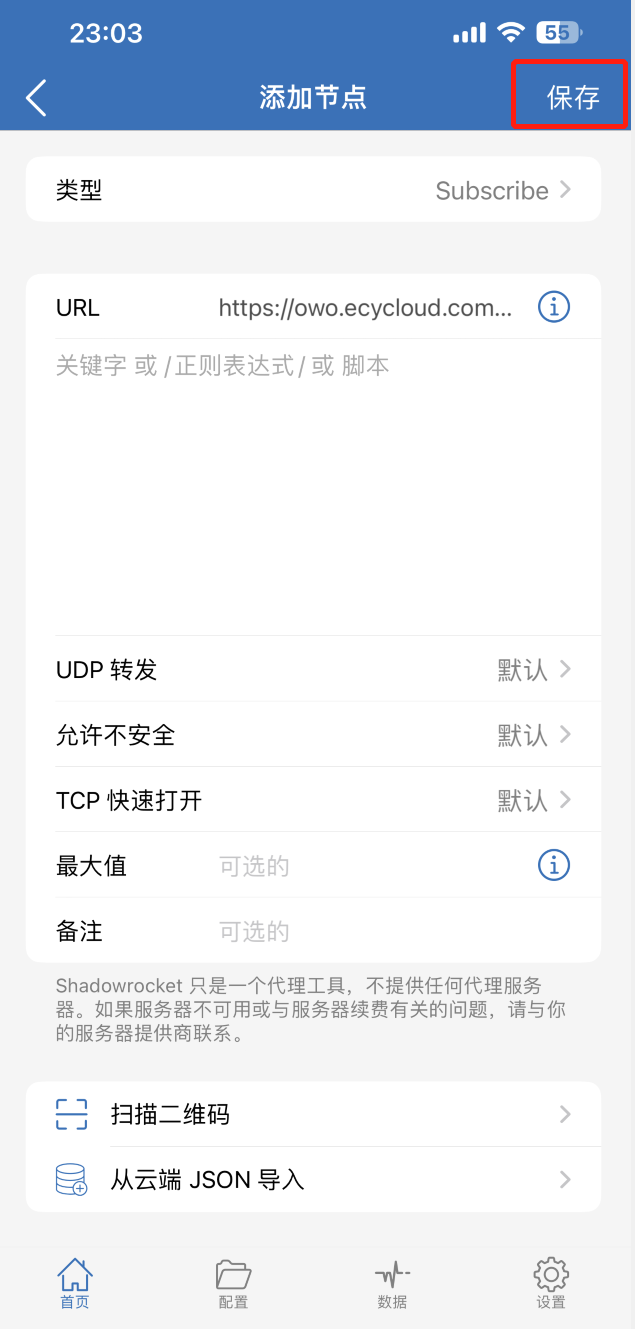 23:03
55
添加节点
保存
类型
Subscribe
URL
https://owo.ecycloud.com...
关键字 或 /正则表达式/ 或 脚本
UDP 转发
默认
允许不安全
默认
TCP 快速打开
默认
最大值
可选的
备注
可选的
Shadowrocket 只是一个代理工具，不提供任何代理服务
器。如果服务器不可用或与服务器续费有关的问题，请与你
的服务器提供商联系。
扫描二维码
从云端 JSON 导入
首页
配置
数据
设置